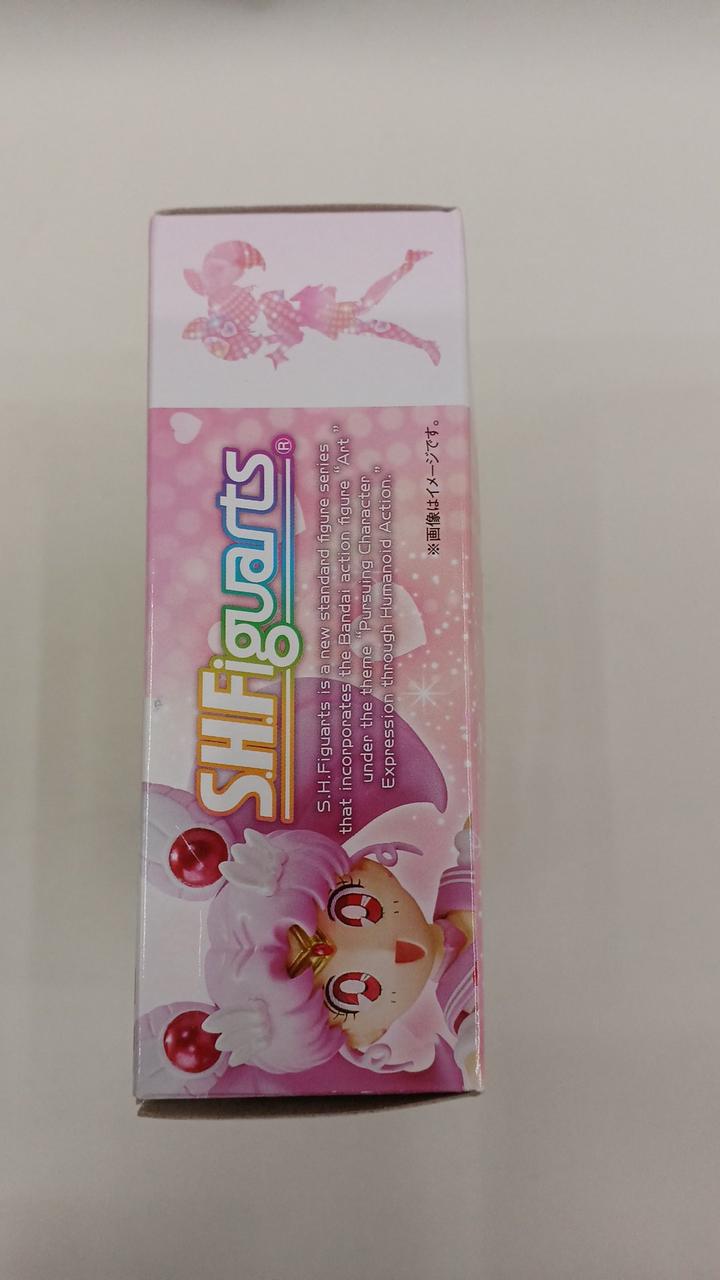 S.H.Figuarts®
S.H.Figuarts is a new standard figure series
that incorporates the Bandai action figure “Art”
under the theme “Pursuing Character
Expression through Humanoid Action.”
※画像はイメージです。